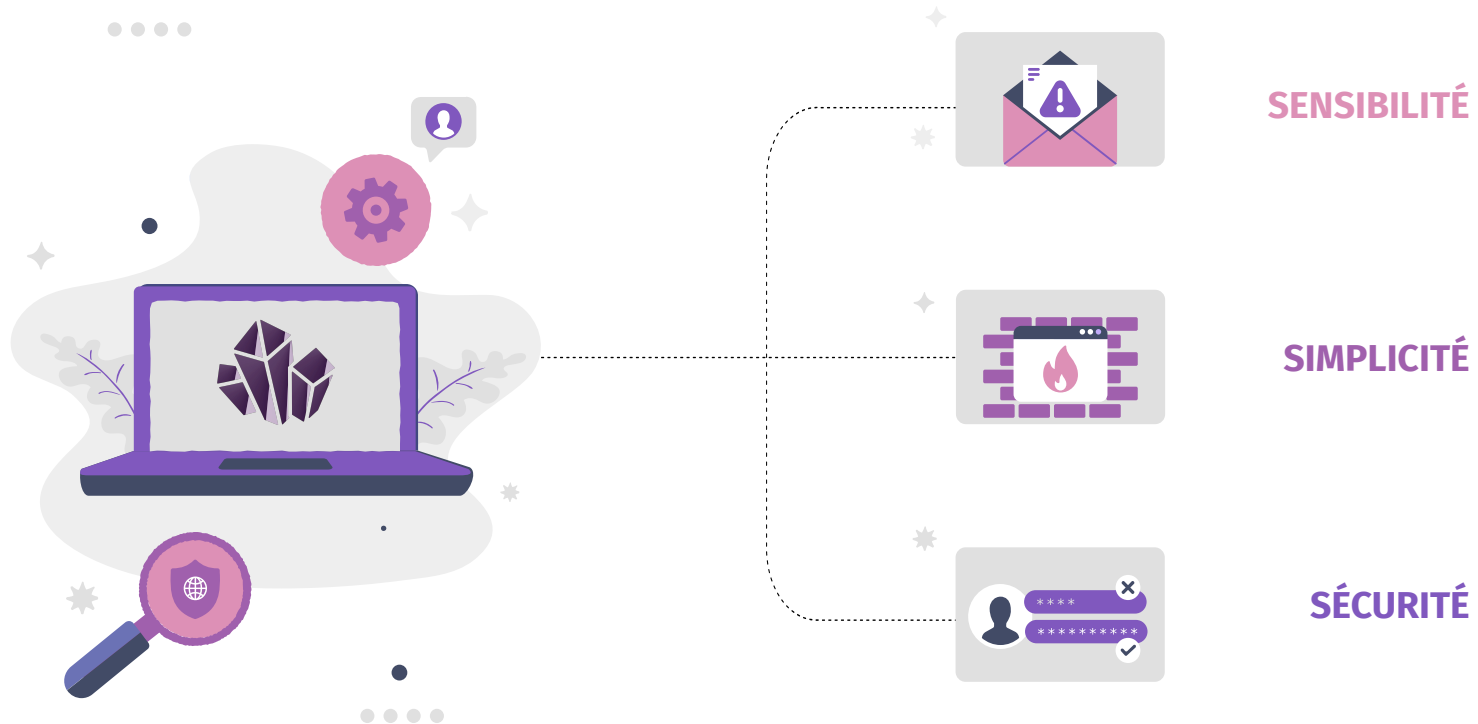 SENSIBILITÉ
SIMPLICITÉ
****
**********
SÉCURITÉ